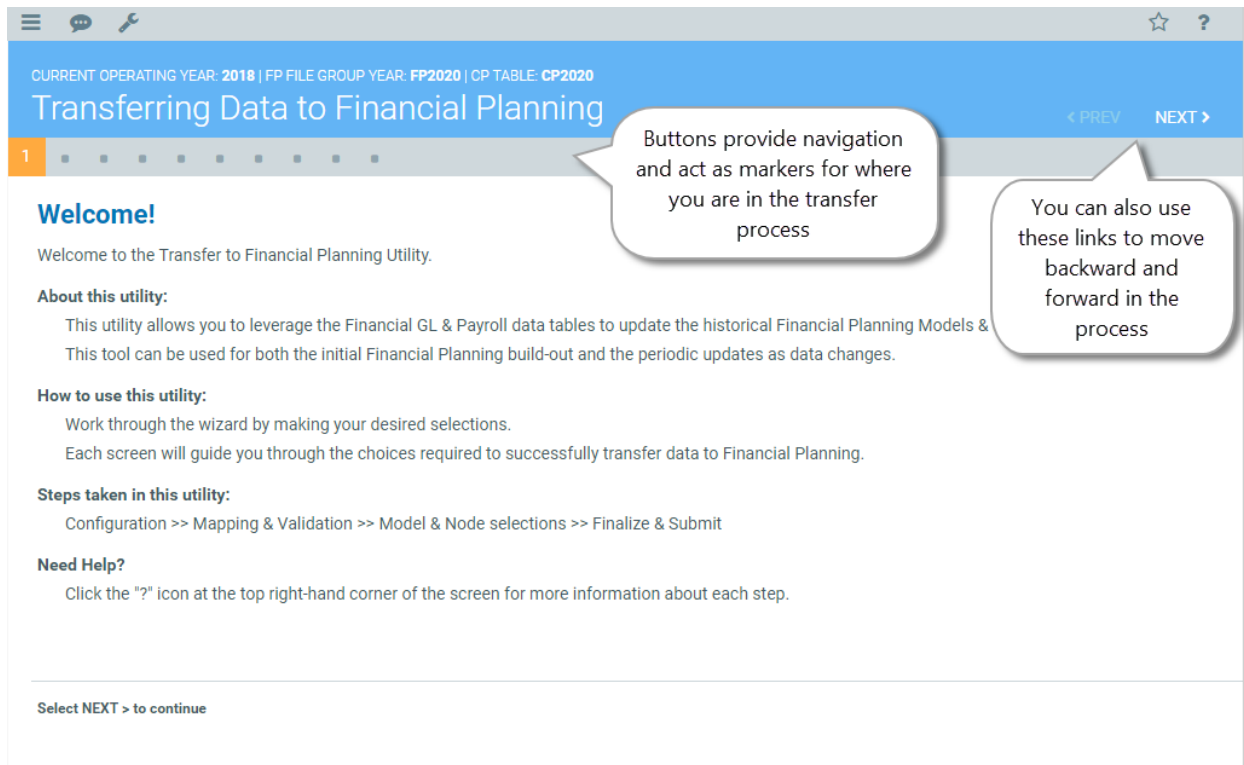 ?
CURRENT OPERATING YEAR: 2018 | FP FILE GROUP YEAR: FP2020 | CP TABLE: CP2020
Transferring Data to Financial Planning
< PREV NEXT >
1
Buttons provide navigation
and act as markers for where
you are in the transfer
process
You can also use
these links to move
backward and
forward in the
process
Welcome!
Welcome to the Transfer to Financial Planning Utility.
About this utility:
This utility allows you to leverage the Financial GL & Payroll data tables to update the historical Financial Planning Models &
This tool can be used for both the initial Financial Planning build-out and the periodic updates as data changes.
How to use this utility:
Work through the wizard by making your desired selections.
Each screen will guide you through the choices required to successfully transfer data to Financial Planning.
Steps taken in this utility:
Configuration >> Mapping & Validation >> Model & Node selections >> Finalize & Submit
Need Help?
Click the "?" icon at the top right-hand corner of the screen for more information about each step.
Select NEXT > to continue